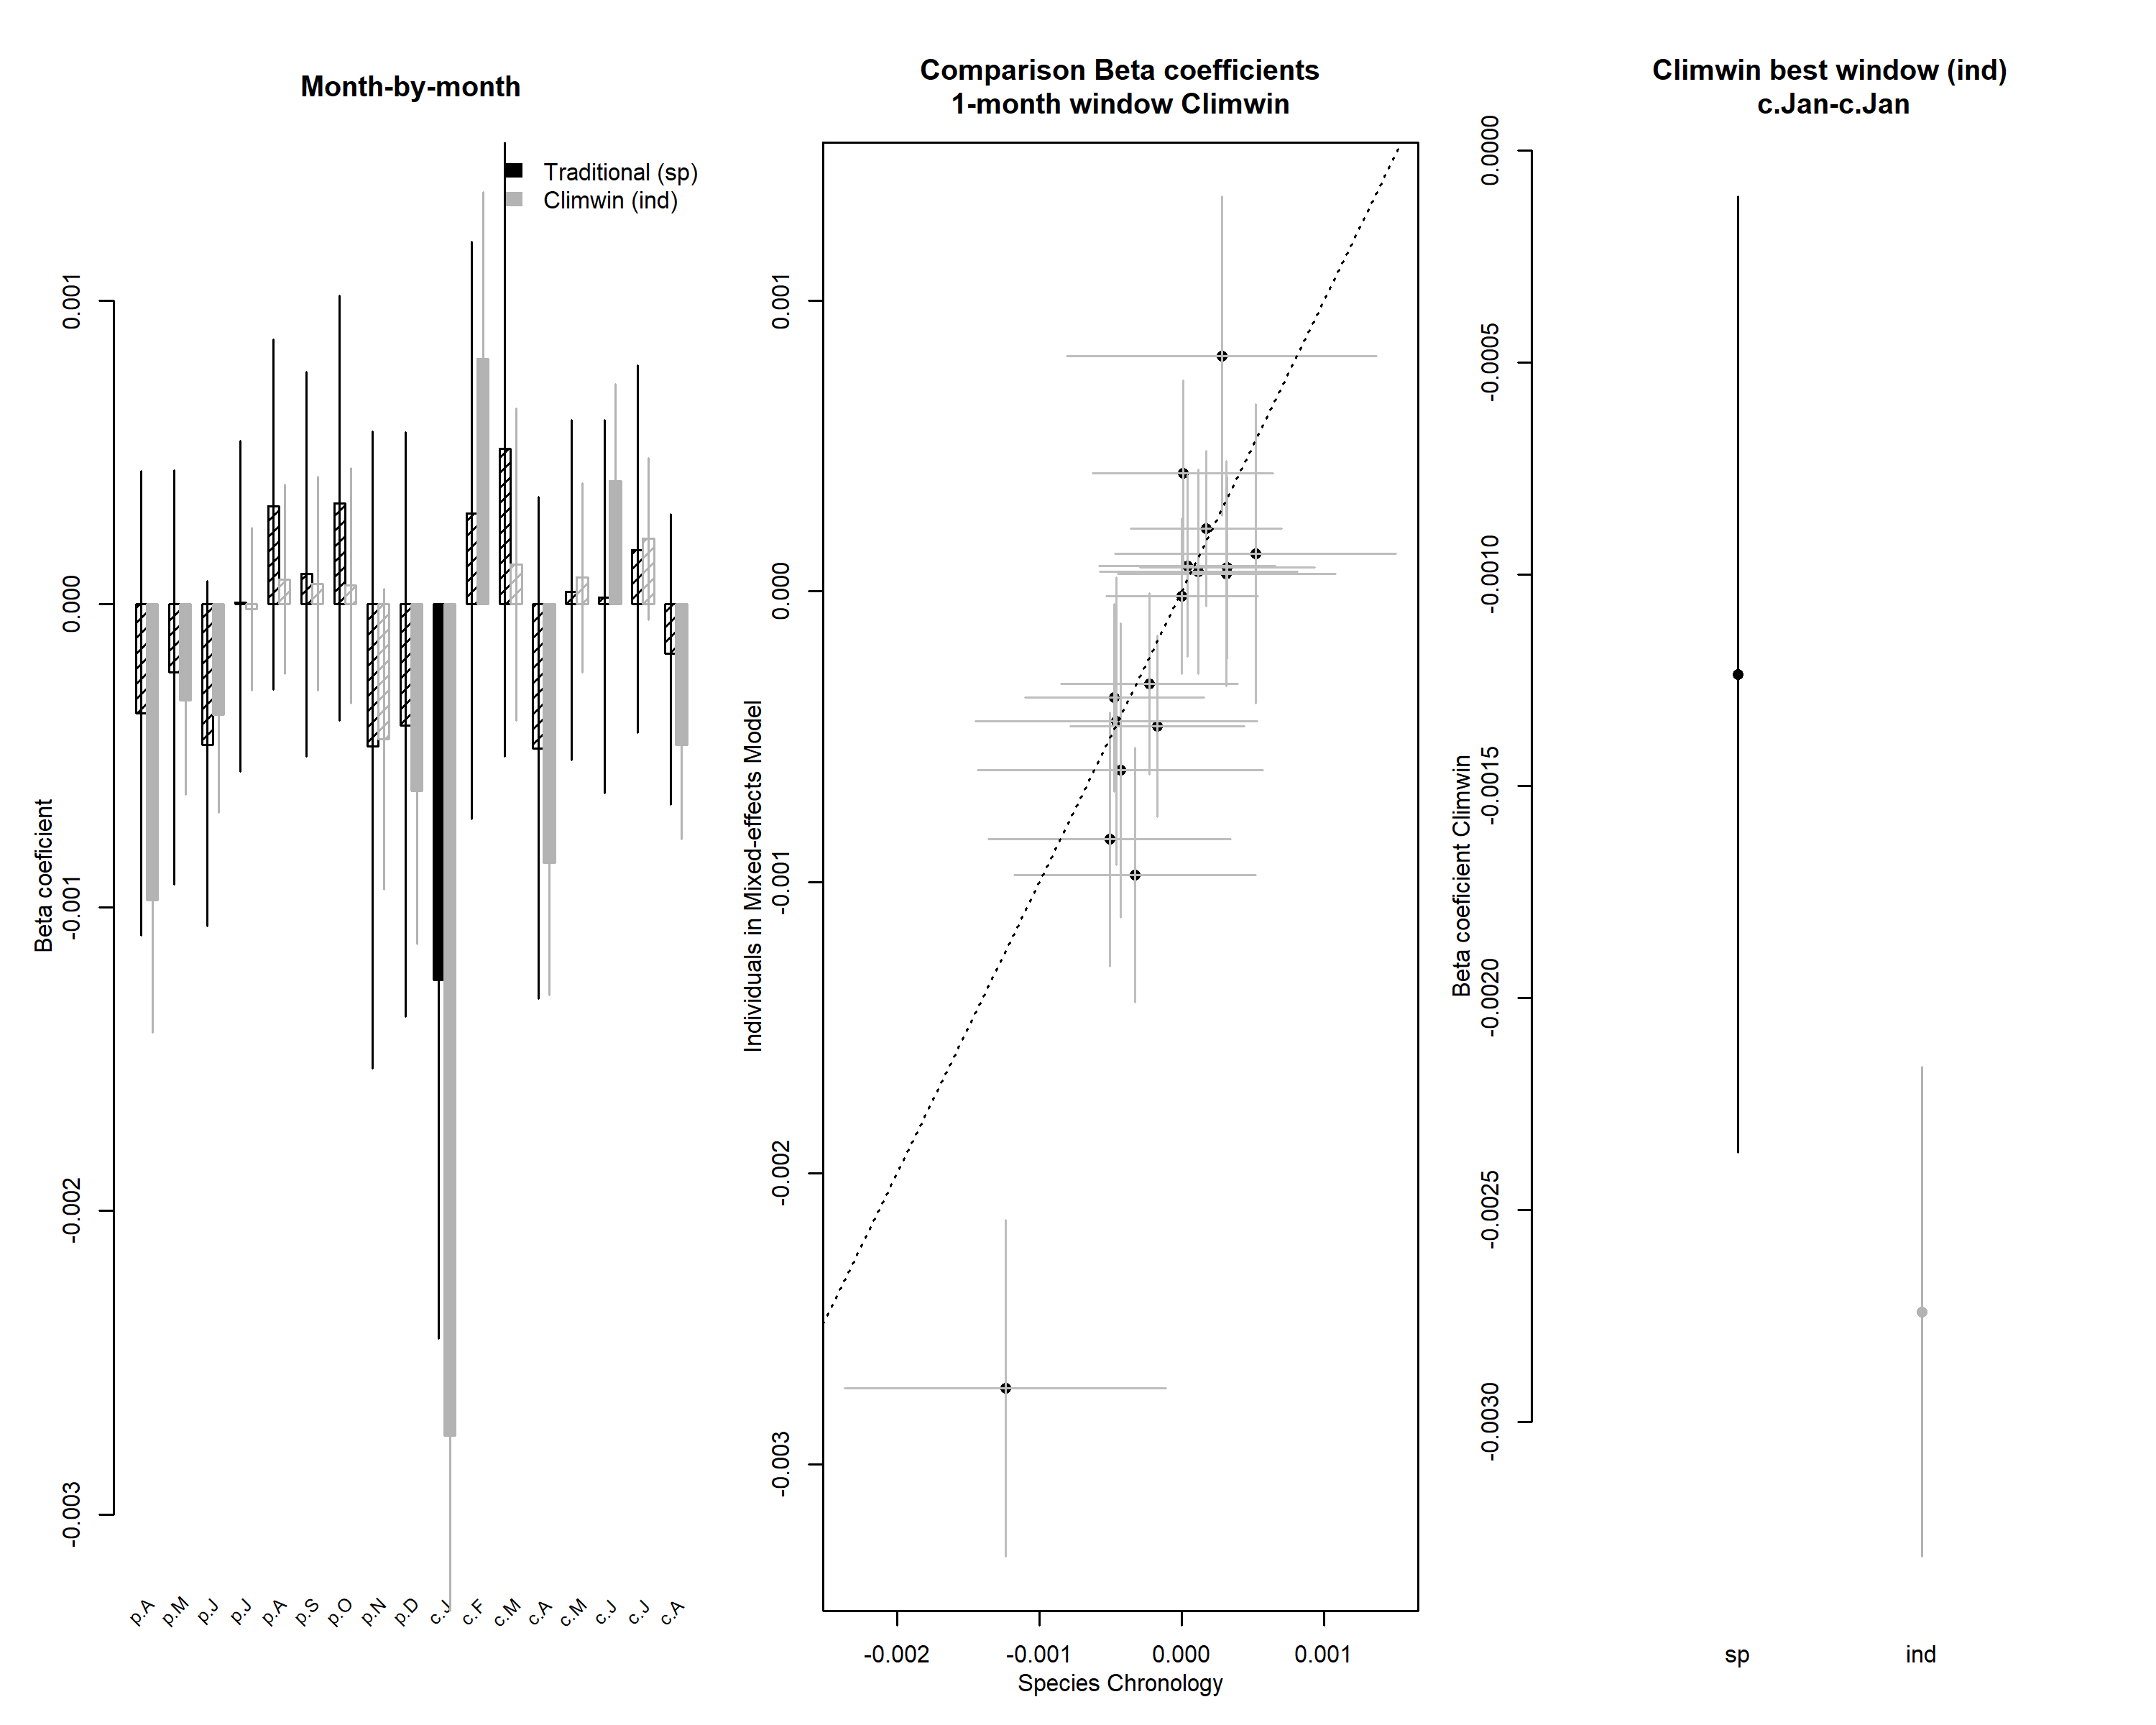 Month-by-month
Traditional (sp)
Climwin (ind)
Beta coeficient
0.001
0.000
-0.001
-0.002
-0.003
p.A
p.M
p.J
p.J
p.A
p.S
p.O
p.N
p.D
c.J
c.F
c.M
c.A
c.M
c.J
c.J
c.A
Comparison Beta coefficients
1-month window Climwin
Individuals in Mixed-effects Model
0.001
0.000
-0.001
-0.002
-0.003
-0.002
-0.001
0.000
0.001
Species Chronology
Climwin best window (ind)
c.Jan-c.Jan
Beta coeficient Climwin
0.0000
-0.0005
-0.0010
-0.0015
-0.0020
-0.0025
-0.0030
sp
ind